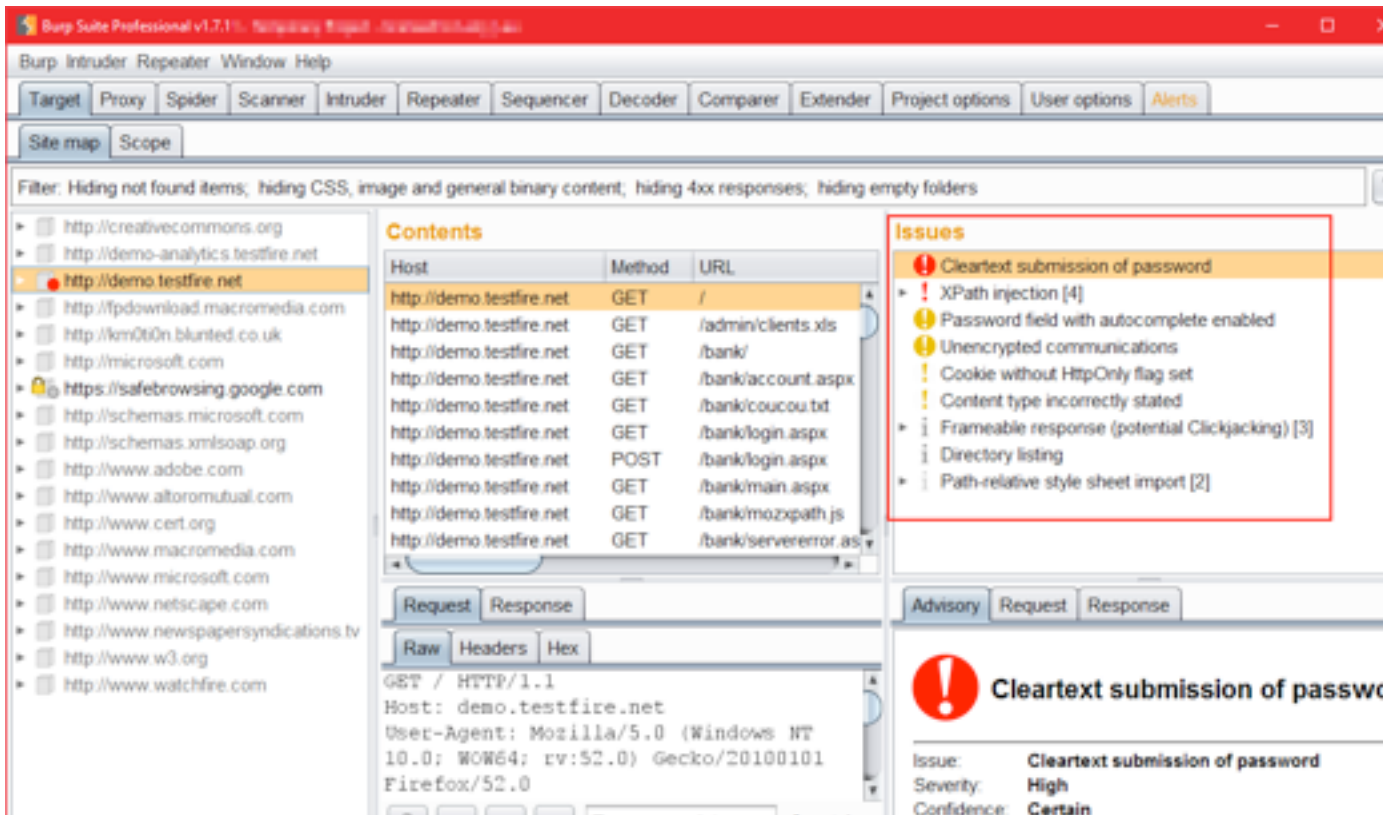 Burp Suite Professional v1.7.1
Burp Intruder Repeater Window Help
Target Proxy Spider Scanner Intruder Repeater Sequencer Decoder Comparer Extender Project options User options Alerts
Site map Scope
Filter: Hiding not found items; hiding CSS, image and general binary content; hiding 4xx responses; hiding empty folders
http://creativecommons.org
http://demo-analytics.testfire.net
http://demo.testfire.net
http://fpdownload.macromedia.com
http://km0ti0n.blunted.co.uk
http://microsoft.com
https://safebrowsing.google.com
http://schemas.microsoft.com
http://schemas.xmlsoap.org
http://www.adobe.com
http://www.altoromutual.com
http://www.cert.org
http://www.macromedia.com
http://www.microsoft.com
http://www.netscape.com
http://www.newspapersyndications.tv
http://www.w3.org
http://www.watchfire.com
Contents
Host Method URL
http://demo.testfire.net GET /
http://demo.testfire.net GET /admin/clients.xls
http://demo.testfire.net GET /bank/
http://demo.testfire.net GET /bank/account.aspx
http://demo.testfire.net GET /bank/coucou.txt
http://demo.testfire.net GET /bank/login.aspx
http://demo.testfire.net POST /bank/login.aspx
http://demo.testfire.net GET /bank/main.aspx
http://demo.testfire.net GET /bank/mozxpath.js
http://demo.testfire.net GET /bank/servererror.as
Request Response
Raw Headers Hex
GET / HTTP/1.1
Host: demo.testfire.net
User-Agent: Mozilla/5.0 (Windows NT
10.0; WOW64; rv:52.0) Gecko/20100101
Firefox/52.0
Issues
Cleartext submission of password
XPath injection [4]
Password field with autocomplete enabled
Unencrypted communications
Cookie without HttpOnly flag set
Content type incorrectly stated
Frameable response (potential Clickjacking) [3]
Directory listing
Path-relative style sheet import [2]
Advisory Request Response
Cleartext submission of passwo
Issue: Cleartext submission of password
Severity: High
Confidence: Certain